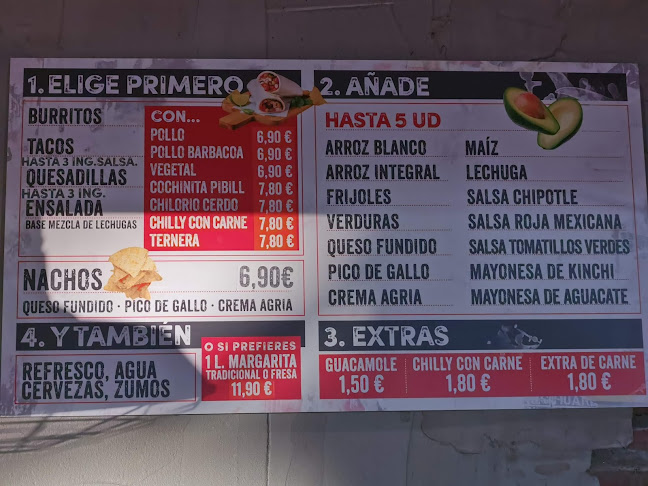 1. ELIGE PRIMERO
BURRITOS
TACOS
HASTA 3 ING.SALSA.
QUESADILLAS
HASTA 3 ING.
ENSALADA
BASE MEZCLA DE LECHUGAS
CON...
POLLO 6,90 €
POLLO BARBACOA 6,90 €
VEGETAL 6,90 €
COCHINITA PIBILL 7,80 €
CHILORIO CERDO 7,80 €
CHILLY CON CARNE 7,80 €
TERNERA 7,80 €
NACHOS 6,90€
QUESO FUNDIDO · PICO DE GALLO · CREMA AGRIA
2. AÑADE
HASTA 5 UD
ARROZ BLANCO
ARROZ INTEGRAL
FRIJOLES
VERDURAS
QUESO FUNDIDO
PICO DE GALLO
CREMA AGRIA
MAÍZ
LECHUGA
SALSA CHIPOTLE
SALSA ROJA MEXICANA
SALSA TOMATILLOS VERDES
MAYONESA DE KINCHI
MAYONESA DE AGUACATE
3. EXTRAS
GUACAMOLE
1,50 €
CHILLY CON CARNE
1,80 €
EXTRA DE CARNE
1,80 €
4. Y TAMBIÉN
REFRESCO, AGUA
CERVEZAS, ZUMOS
O SI PREFIERES
1 L. MARGARITA
TRADICIONAL O FRESA
11,90 €